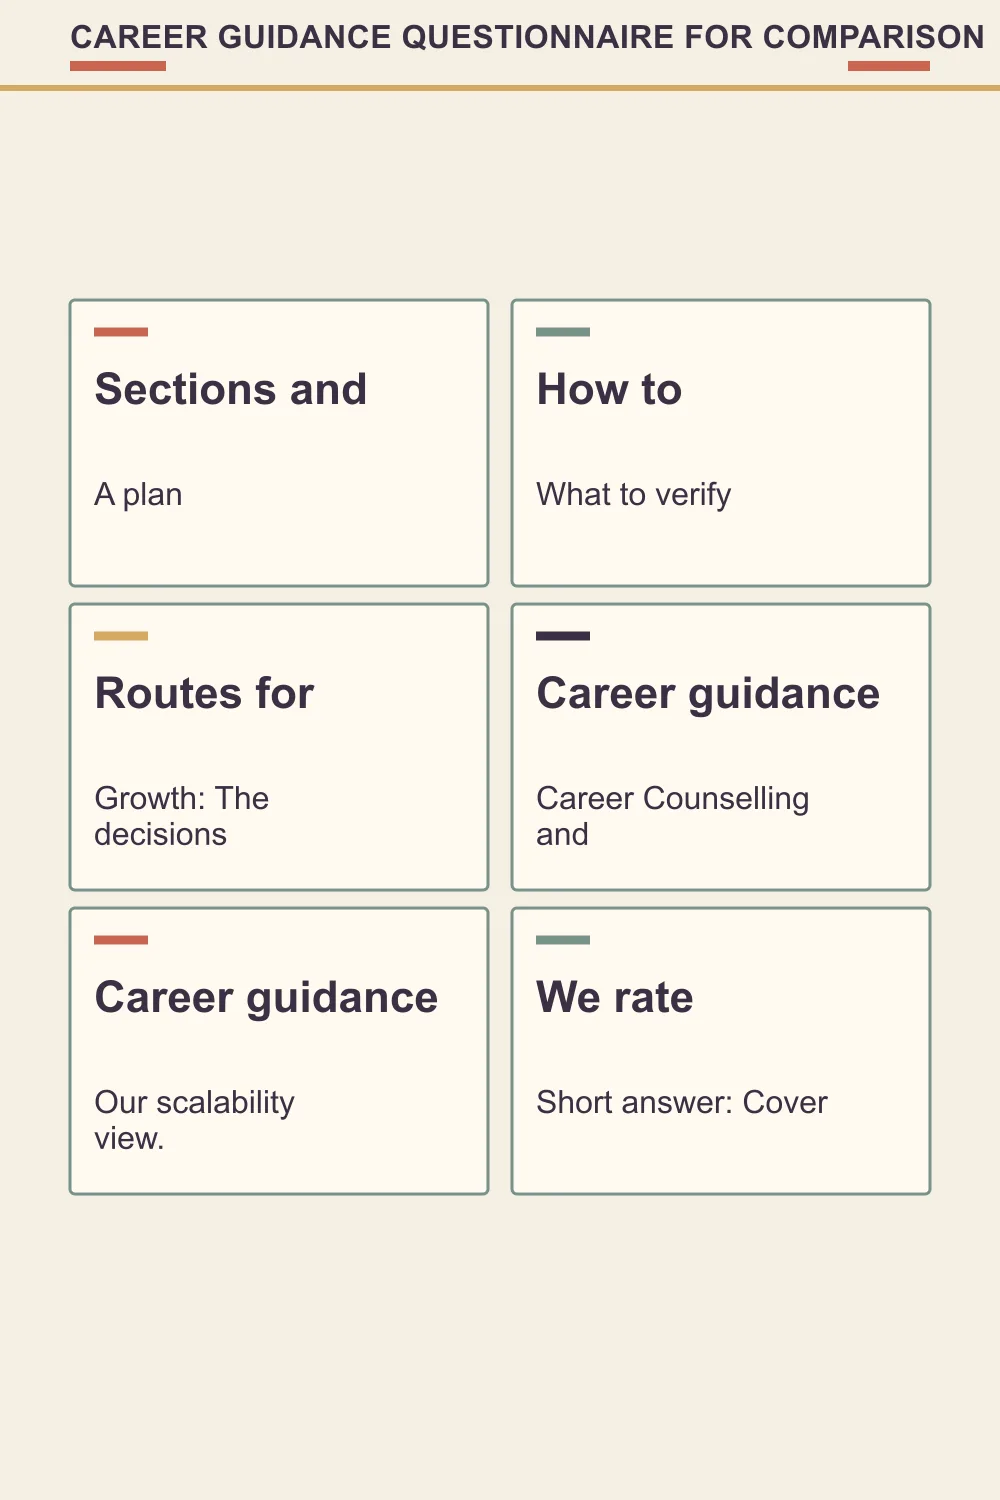 CAREER GUIDANCE QUESTIONNAIRE FOR COMPARISON
Sections and
A plan
How to
What to verify
Routes for
Growth: The
decisions
Career guidance
Career Counselling
and
Career guidance
Our scalability
view.
We rate
Short answer: Cover